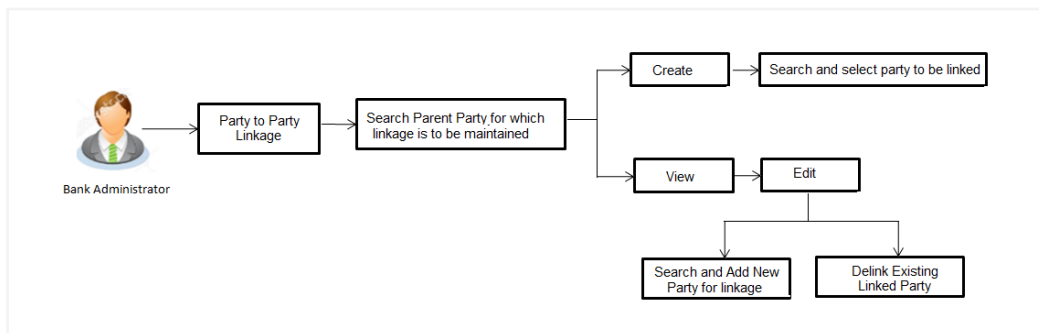 Bank Administrator
Party to Party
Linkage
Search Parent Party for which
linkage is to be maintained
Create
Search and select party to be linked
View
Edit
Search and Add New
Party for linkage
Delink Existing
Linked Party